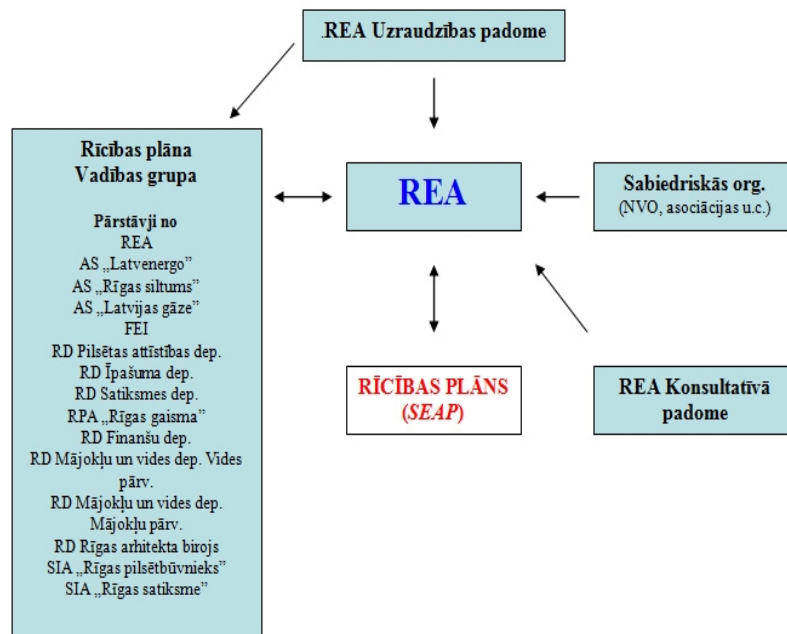 .REA Uzraudzības padome
Rīcības plāna
Vadības grupa
Pārstāvji no
REA
AS „Latvenergo”
AS „Rīgas siltums”
AS „Latvijas gāze”
FEI
RD Pilsētas attīstības dep.
RD Īpašuma dep.
RD Satiksmes dep.
RPA „Rīgas gaisma”
RD Finanšu dep.
RD Mājokļu un vides dep. Vides
pārv.
RD Mājokļu un vides dep.
Mājokļu pārv.
RD Rīgas arhitekta birojs
SIA „Rīgas pilsētbūvnieks”
SIA „Rīgas satiksme”
REA
Sabiedriskās org.
(NVO, asociācijas u.c.)
RĪCĪBAS PLĀNS
(SEAP)
REA Konsultatīvā
padome